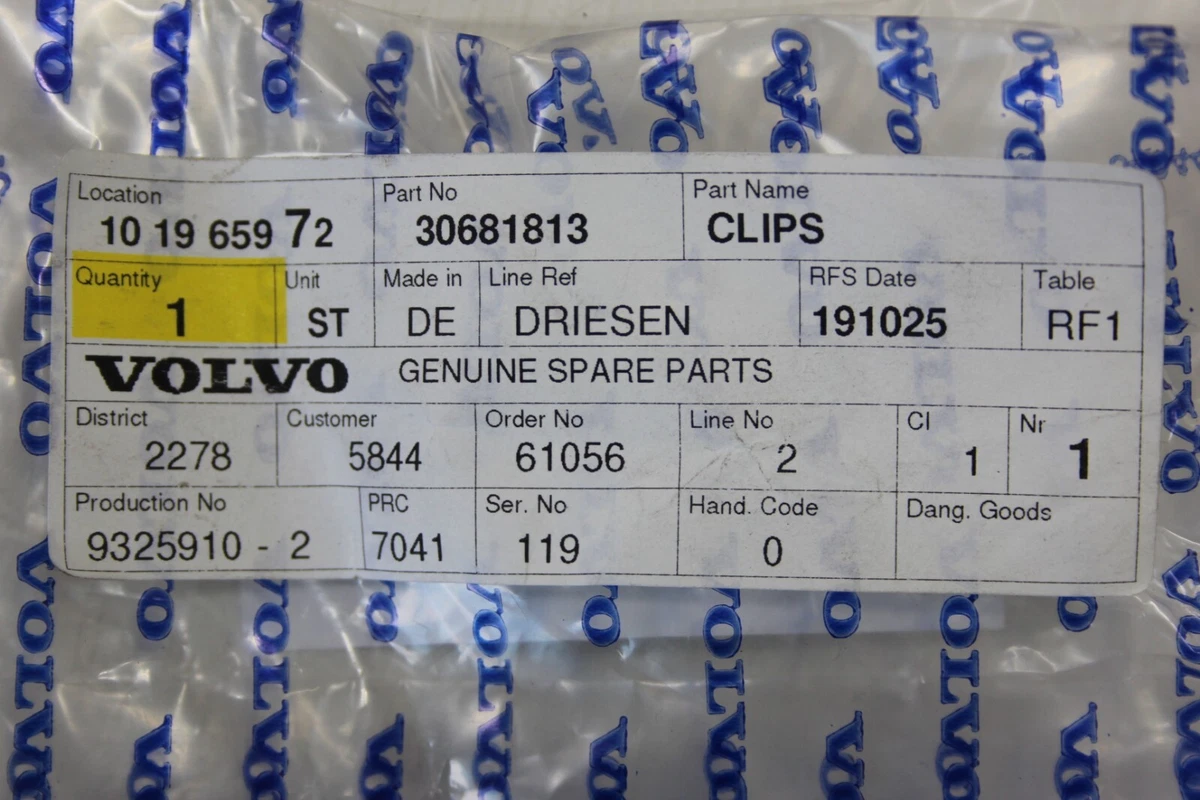 Location Part No Part Name
10 19 659 72 30681813 CLIPS
Quantity Unit Made in Line Ref RFS Date Table
1 ST DE DRIESEN 191025 RF1
VOLVO GENUINE SPARE PARTS
District Customer Order No Line No Cl Nr
2278 5844 61056 2 1 1
Production No PRC Ser. No Hand. Code Dang. Goods
9325910 - 2 7041 119 0
VOLVO